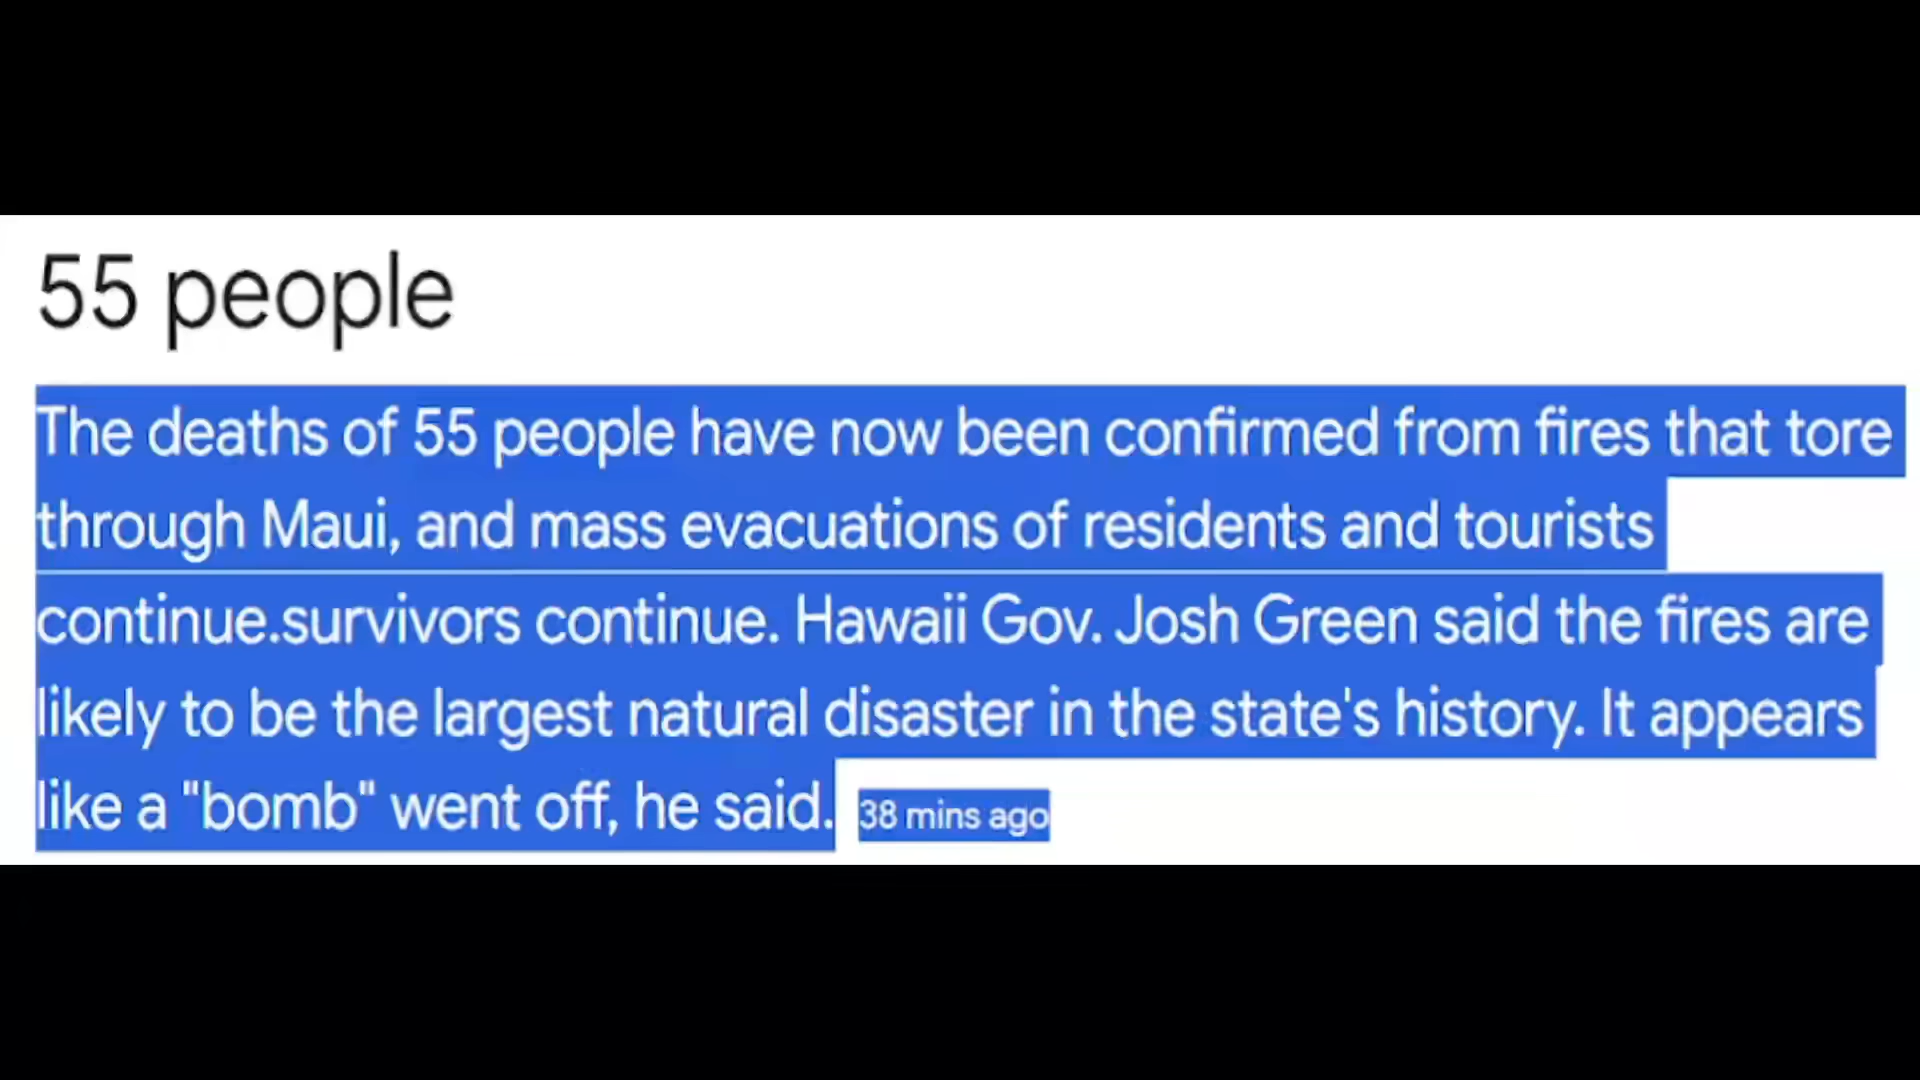 55 people
The deaths of 55 people have now been confirmed from fires that tore
through Maui, and mass evacuations of residents and tourists
continue.survivors continue. Hawaii Gov. Josh Green said the fires are
likely to be the largest natural disaster in the state's history. It appears
like a "bomb" went off, he said. 38 mins ago